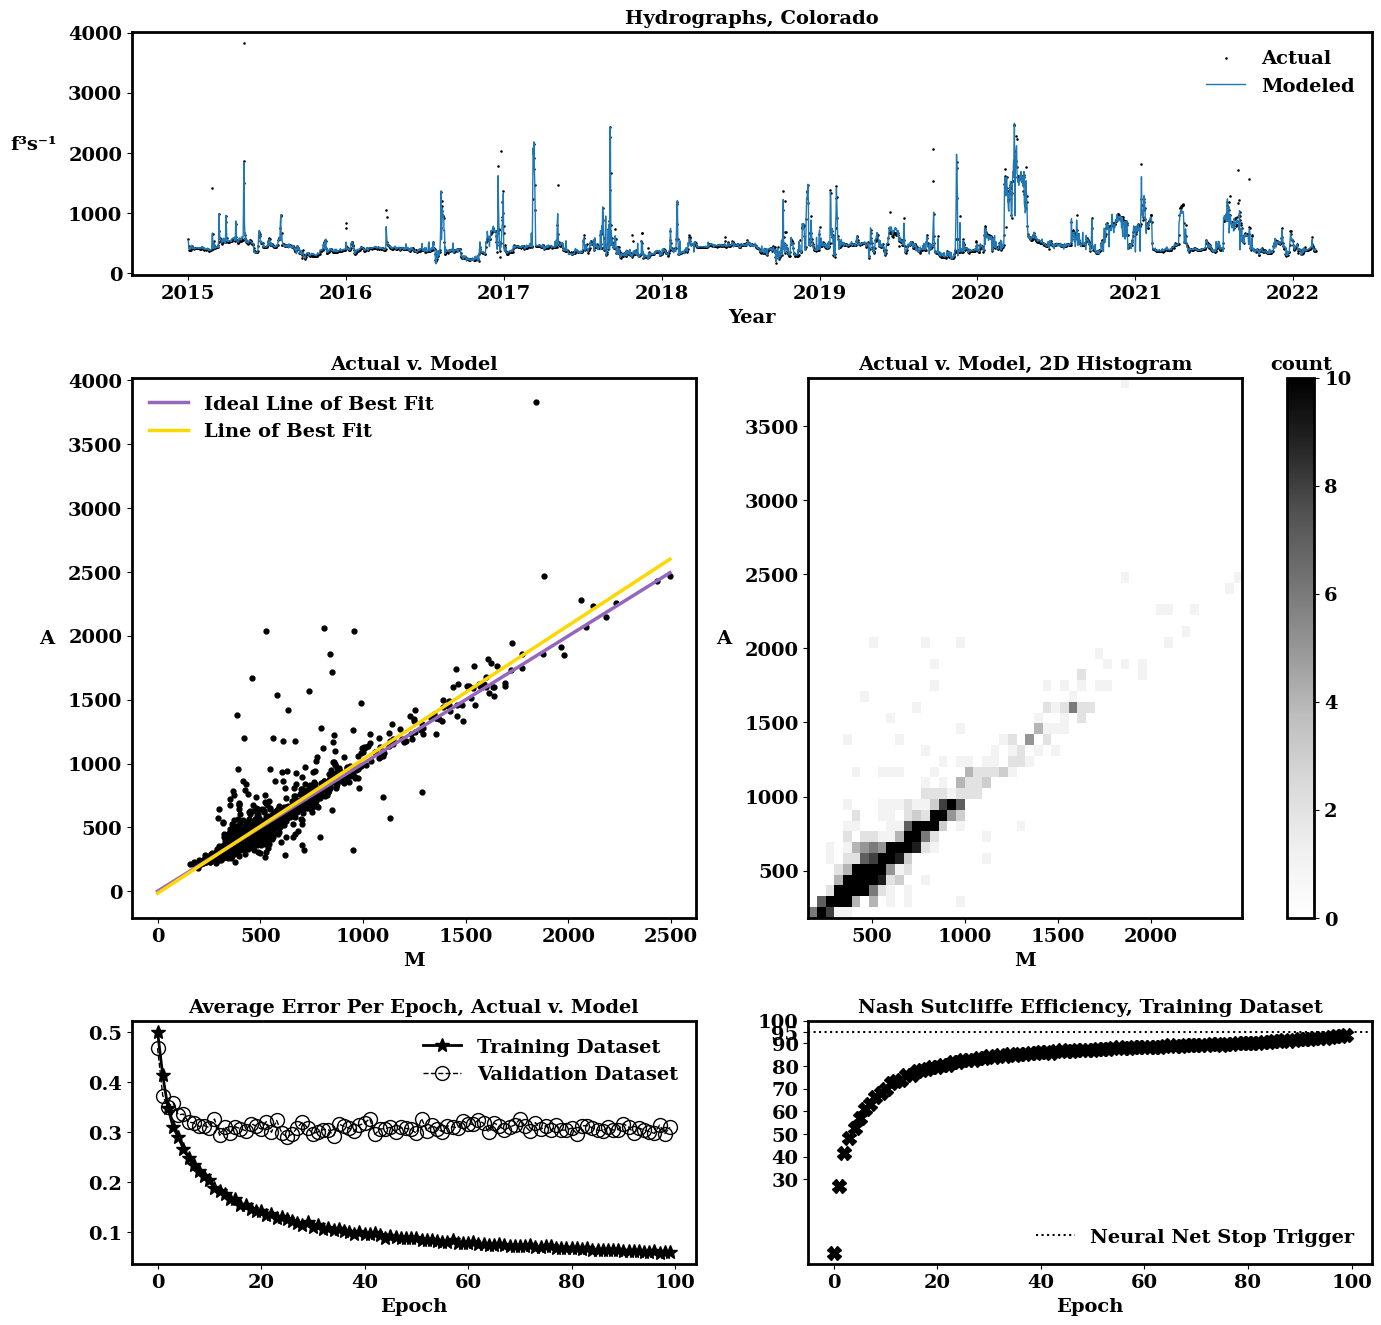 Hydrographs, Colorado
4000
3000
2000
1000
0
f³s⁻¹
Actual
Modeled
2015 2016 2017 2018 2019 2020 2021 2022
Year
Actual v. Model
4000
3500
3000
2500
2000
1500
1000
500
0
A
Ideal Line of Best Fit
Line of Best Fit
0 500 1000 1500 2000 2500
M
Actual v. Model, 2D Histogram
3500
3000
2500
2000
1500
1000
500
A
500 1000 1500 2000
M
count
10
8
6
4
2
0
Average Error Per Epoch, Actual v. Model
0.5
0.4
0.3
0.2
0.1
Training Dataset
Validation Dataset
0 20 40 60 80 100
Epoch
Nash Sutcliffe Efficiency, Training Dataset
100
95
90
80
70
60
50
40
30
Neural Net Stop Trigger
0 20 40 60 80 100
Epoch